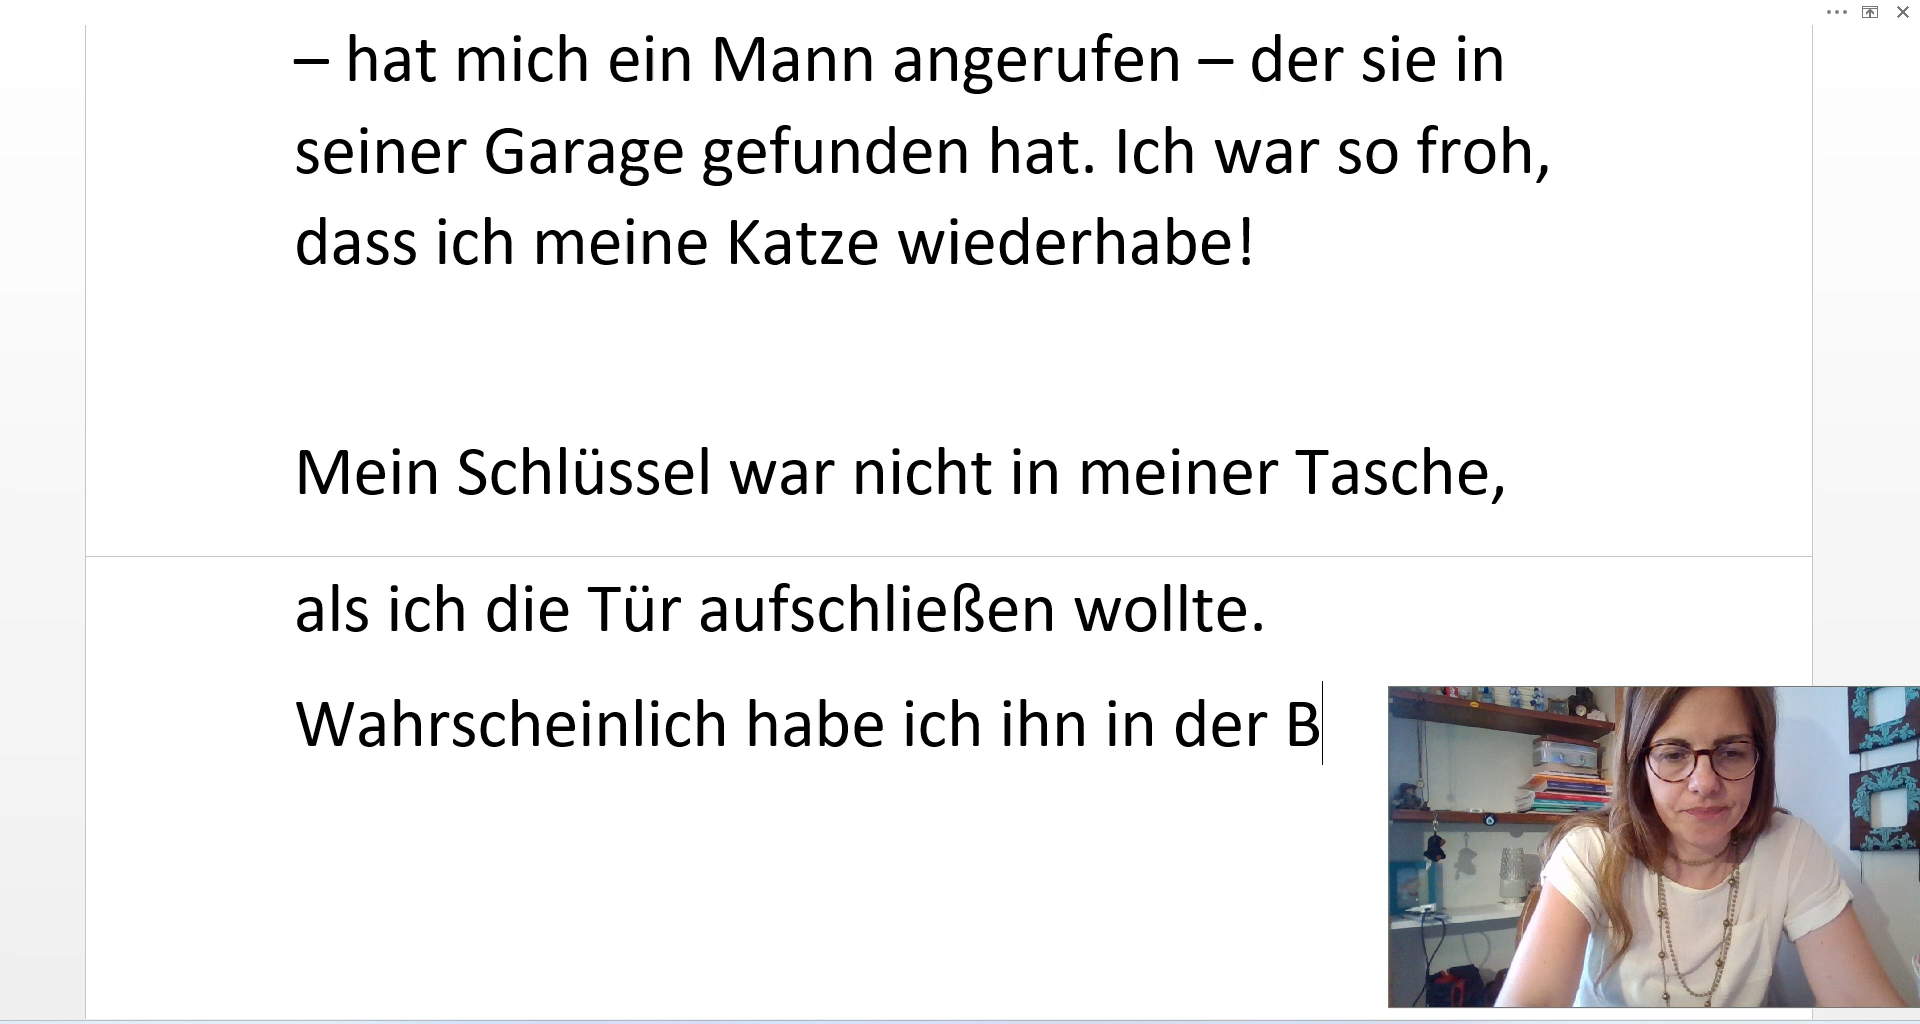 – hat mich ein Mann angerufen – der sie in
seiner Garage gefunden hat. Ich war so froh,
dass ich meine Katze wiederhabe!
Mein Schlüssel war nicht in meiner Tasche,
als ich die Tür aufschließen wollte.
Wahrscheinlich habe ich ihn in der B